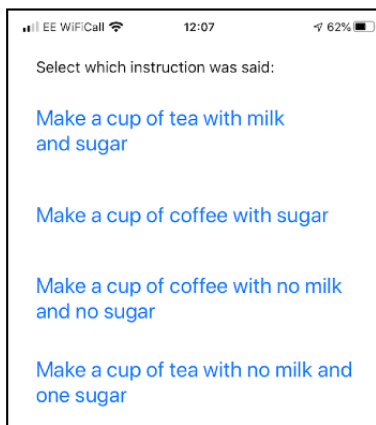 EE WiFiCall 12:07 62%
Select which instruction was said:
Make a cup of tea with milk
and sugar
Make a cup of coffee with sugar
Make a cup of coffee with no milk
and no sugar
Make a cup of tea with no milk and
one sugar